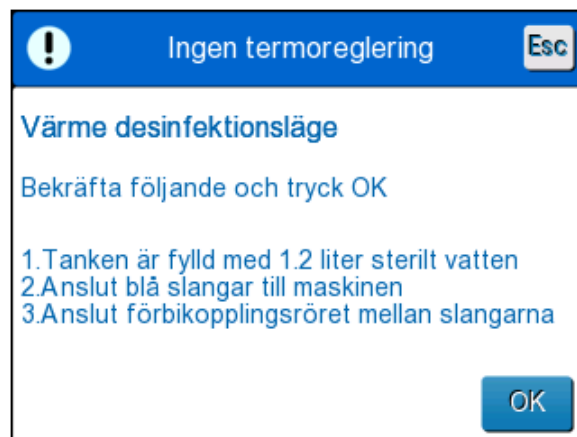 Ingen termoreglering
Esc
Värme desinfektionsläge
Bekräfta följande och tryck OK
1.Tanken är fylld med 1.2 liter sterilt vatten
2.Anslut blå slangar till maskinen
3.Anslut förbikopplingsröret mellan slangarna
OK